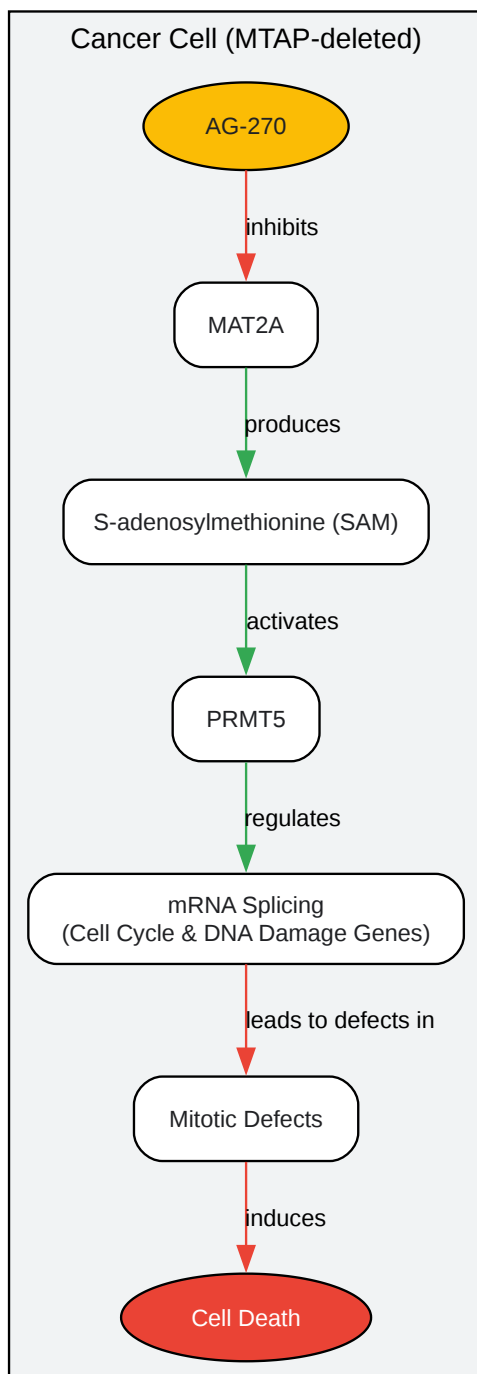 Cancer Cell (MTAP-deleted)
AG-270
inhibits
MAT2A
produces
S-adenosylmethionine (SAM)
activates
PRMT5
regulates
mRNA Splicing
(Cell Cycle & DNA Damage Genes)
leads to defects in
Mitotic Defects
induces
Cell Death